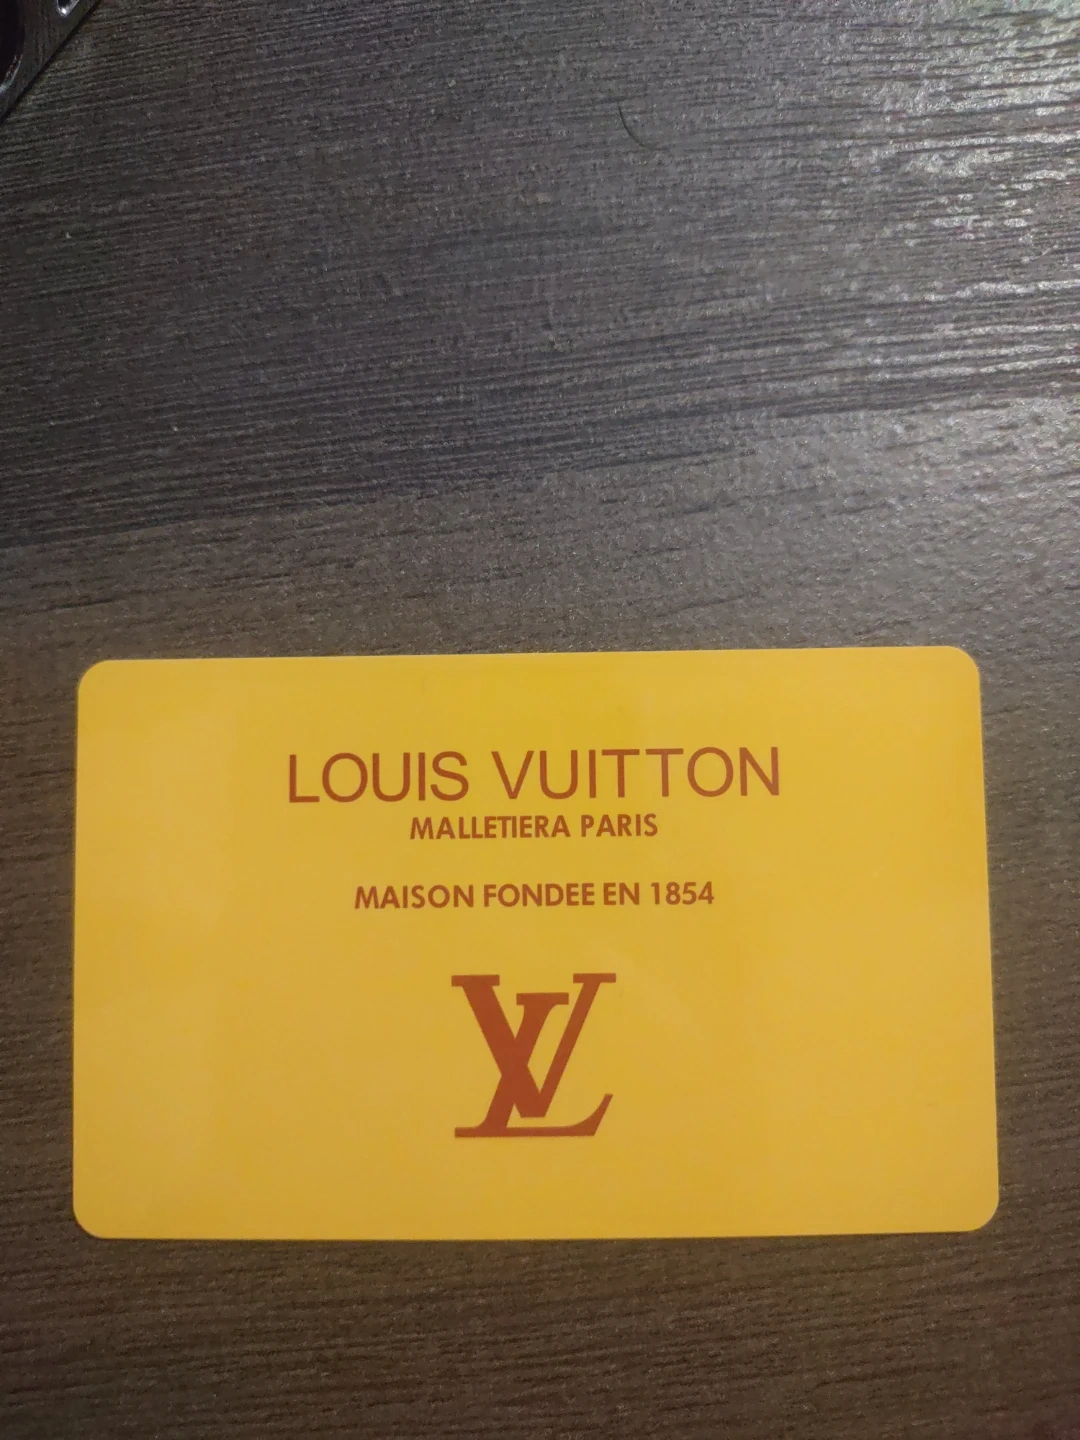 LOUIS VUITTON
MALLETIERA PARIS
MAISON FONDEE EN 1854
LV